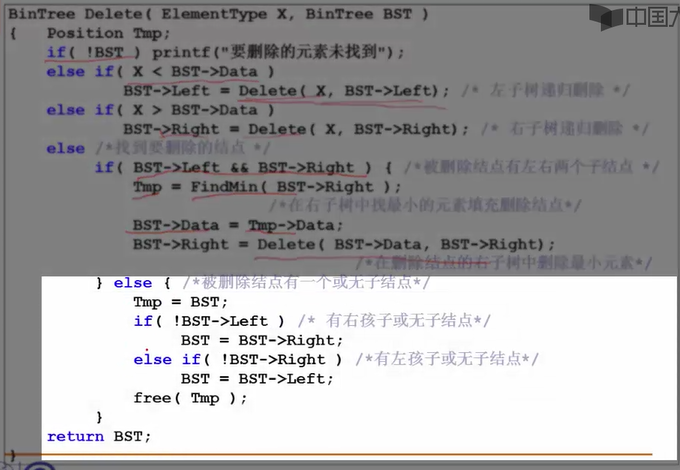 中国大
BinTree Delete( ElementType X, BinTree BST )
{ Position Tmp;
if( !BST ) printf("要删除的元素未找到");
else if( X < BST->Data )
BST->Left = Delete( X, BST->Left); /* 左子树递归删除 */
else if( X > BST->Data )
BST->Right = Delete( X, BST->Right); /* 右子树递归删除 */
else /*找到要删除的结点 */
if( BST->Left && BST->Right ) { /*被删除结点有左右两个子结点 */
Tmp = FindMin( BST->Right );
/*在右子树中找最小的元素填充删除结点*/
BST->Data = Tmp->Data;
BST->Right = Delete( BST->Data, BST->Right);
/*在删除结点的右子树中删除最小元素*/
} else { /*被删除结点有一个或无子结点*/
Tmp = BST;
if( !BST->Left ) /* 有右孩子或无子结点*/
BST = BST->Right;
else if( !BST->Right ) /*有左孩子或无子结点*/
BST = BST->Left;
free( Tmp );
}
return BST;
}